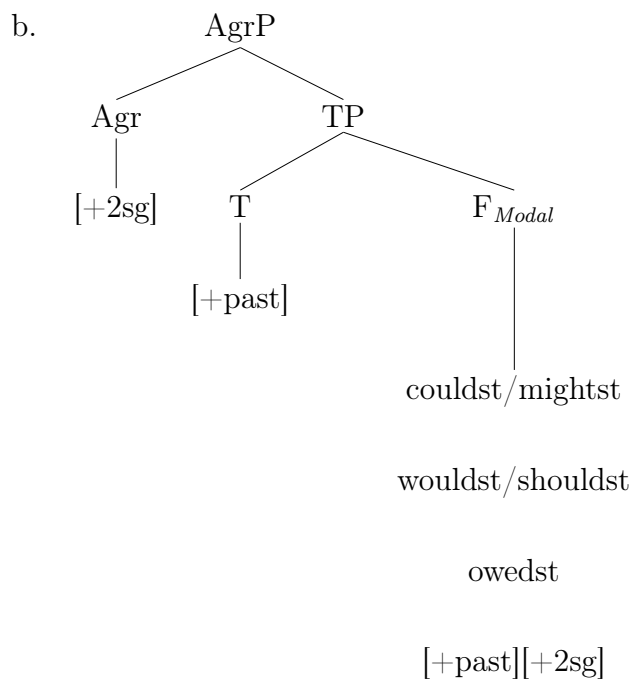 b. AgrP
Agr TP
[+2sg] T F_Modal
[+past]
couldst/mightst
wouldst/shouldst
owedst
[+past][+2sg]